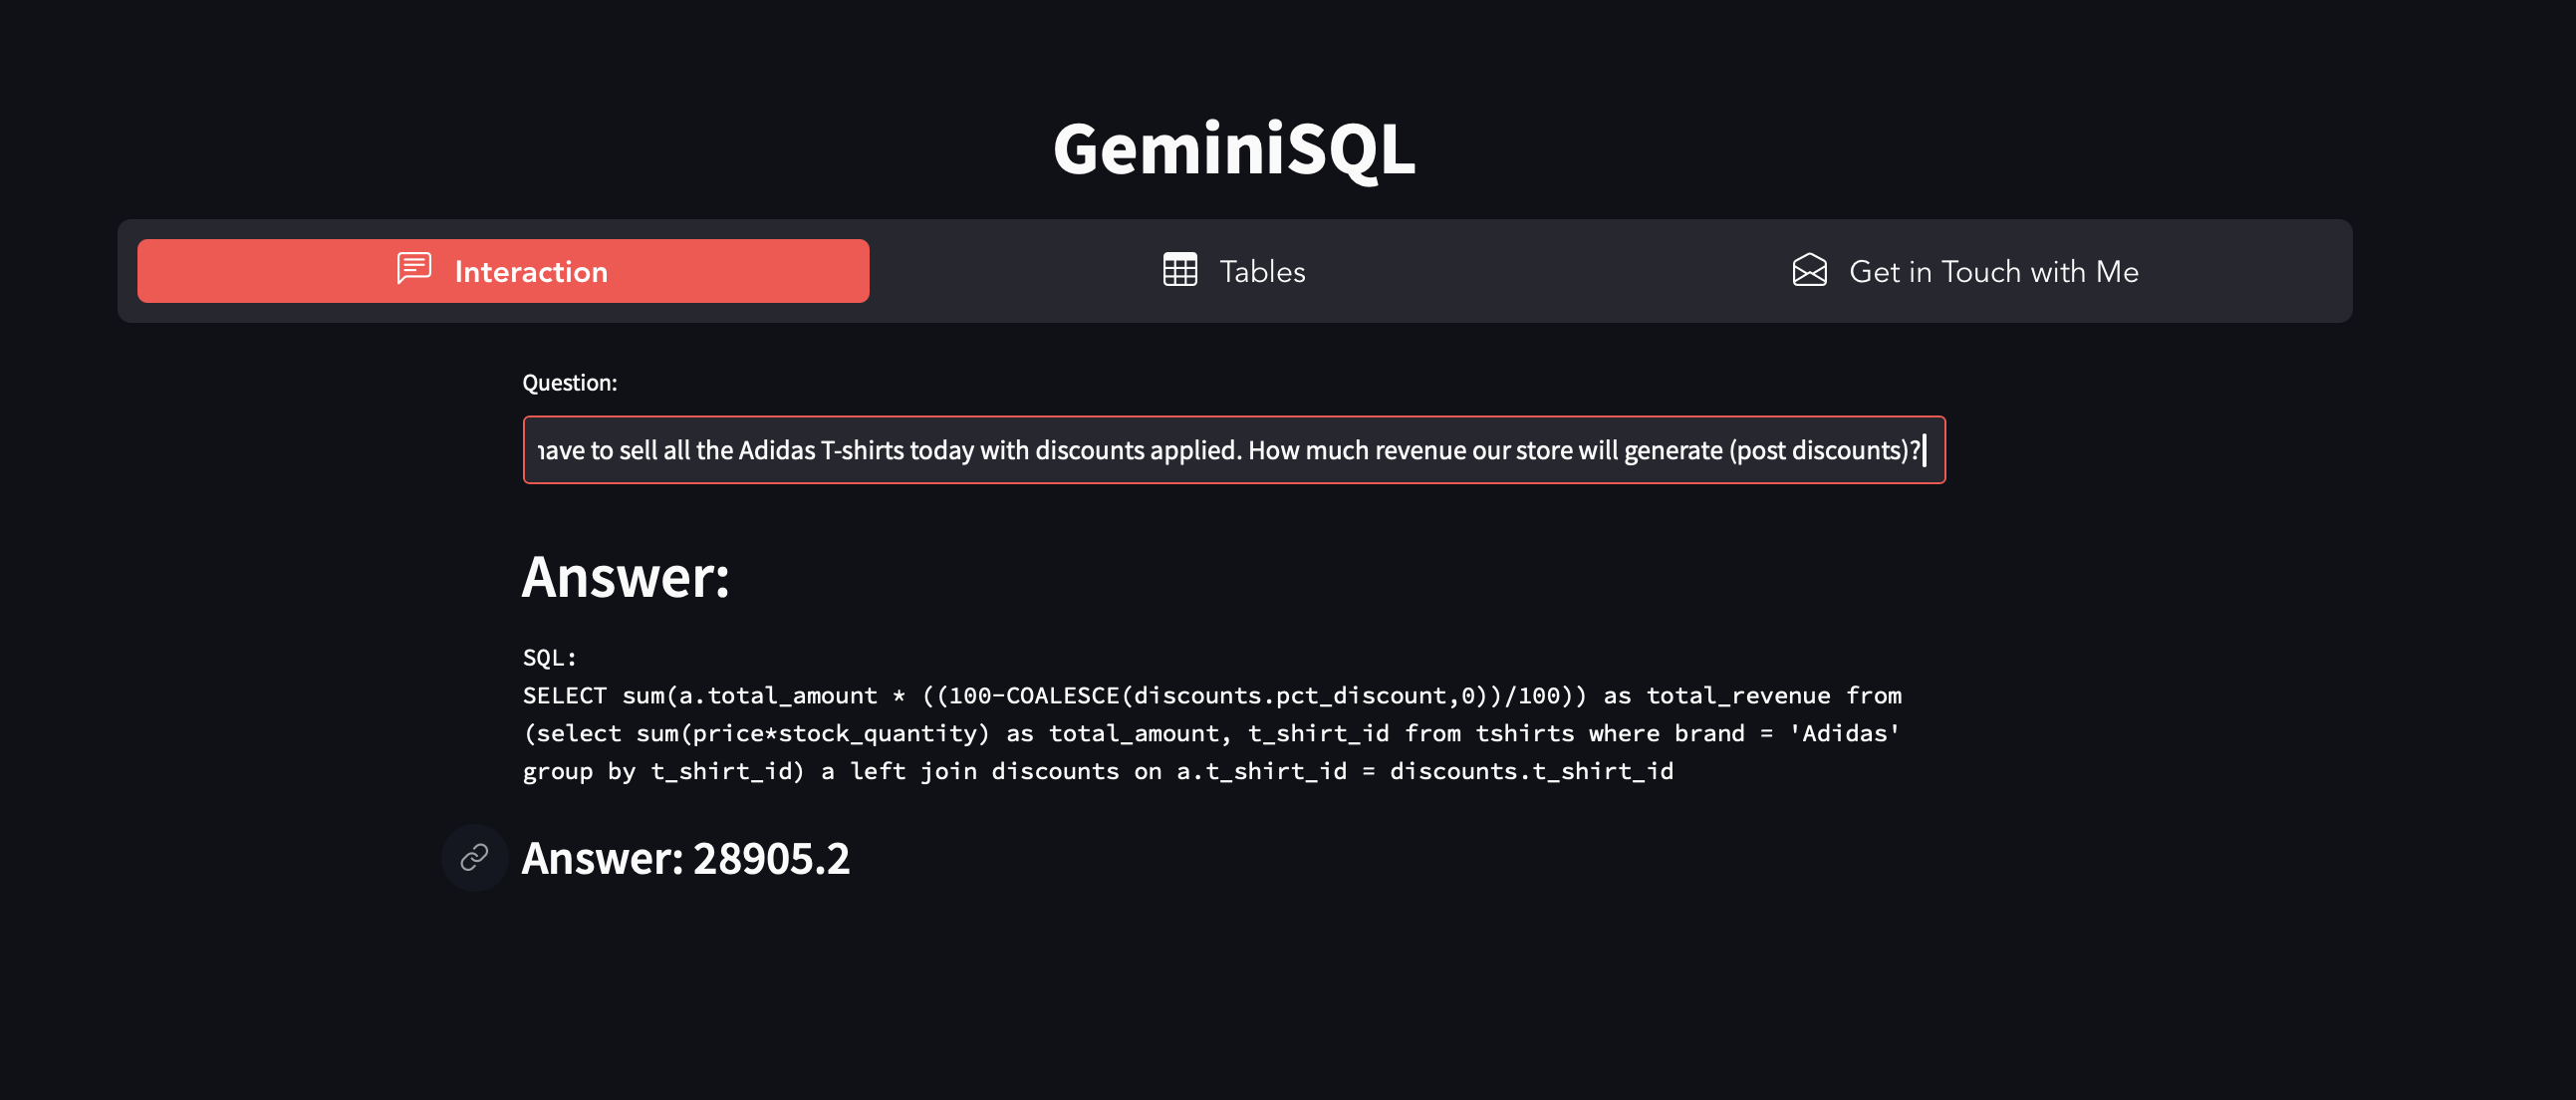 GeminiSQL
Interaction
Tables
Get in Touch with Me
Question:
have to sell all the Adidas T-shirts today with discounts applied. How much revenue our store will generate (post discounts)?
Answer:
SQL:
SELECT sum(a.total_amount * ((100-COALESCE(discounts.pct_discount,0))/100)) as total_revenue from
(select sum(price*stock_quantity) as total_amount, t_shirt_id from tshirts where brand = 'Adidas'
group by t_shirt_id) a left join discounts on a.t_shirt_id = discounts.t_shirt_id
Answer: 28905.2